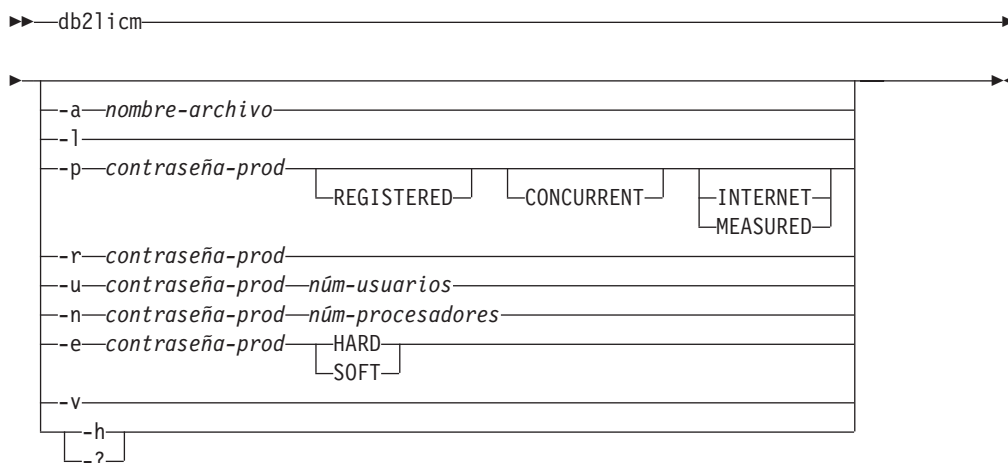 db2licm
-a nombre-archivo
-l
-p contraseña-prod
REGISTERED CONCURRENT INTERNET
MEASURED
-r contraseña-prod
-u contraseña-prod núm-usuarios
-n contraseña-prod núm-procesadores
-e contraseña-prod HARD
SOFT
-v
-h
-?